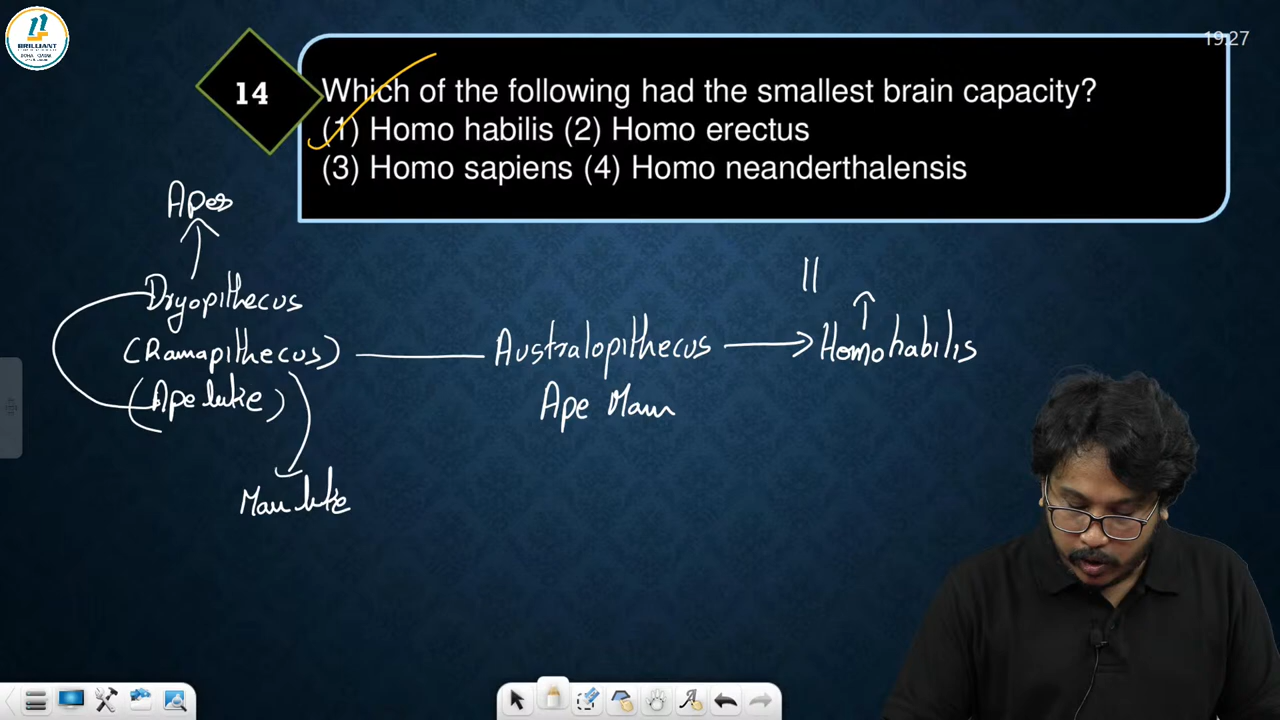 BRILLIANT
19:27
14
Which of the following had the smallest brain capacity?
(1) Homo habilis (2) Homo erectus
(3) Homo sapiens (4) Homo neanderthalensis
Apes
Dryopithecus
(Ramapithecus)
(Ape like)
Man like
Australopithecus
Ape Man
Homohabilis